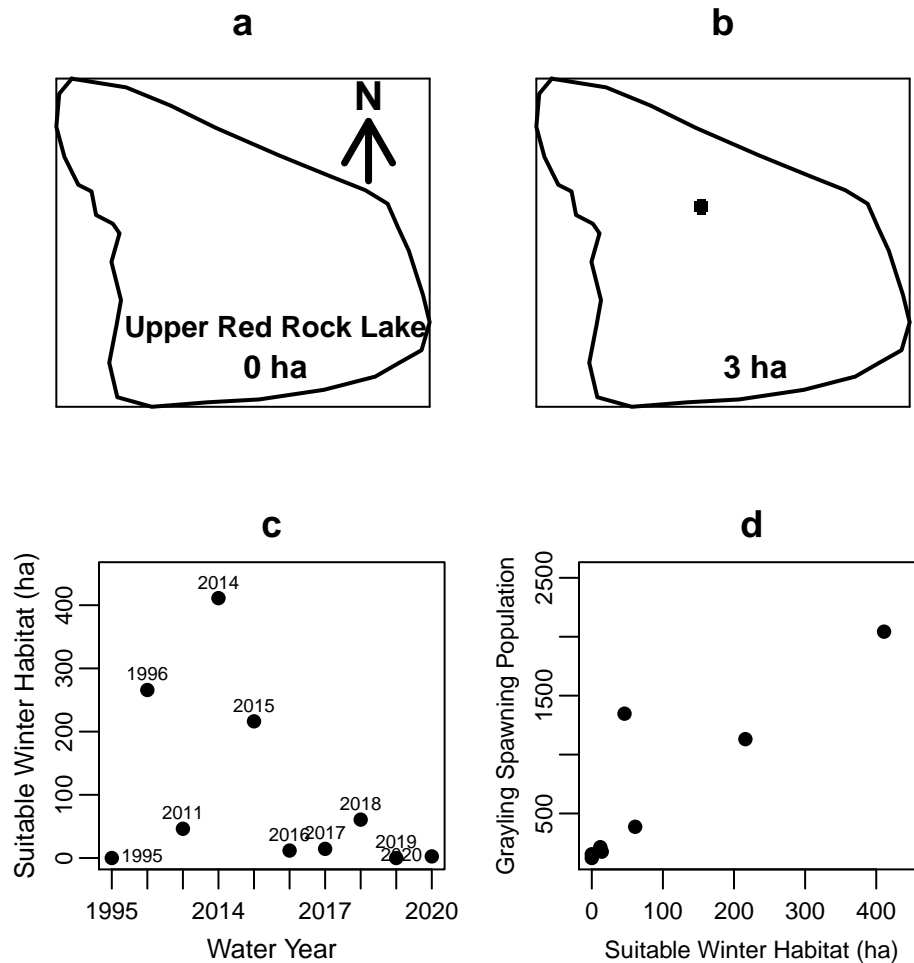 a
b
N
Upper Red Rock Lake
0 ha
3 ha
c
d
Suitable Winter Habitat (ha)
0
100
200
300
400
1995
1996
2011
2014
2015
2016
2017
2018
2019
2020
1995
2014
2017
2020
Water Year
Grayling Spawning Population
500
1500
2500
0
100
200
300
400
Suitable Winter Habitat (ha)